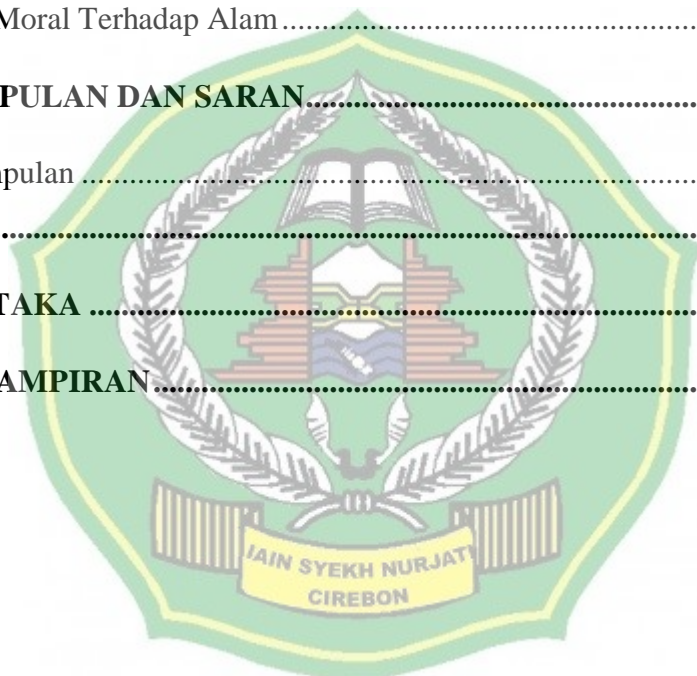 Moral Terhadap Alam ........................................................
PULAN DAN SARAN ....................................................
pulan ........................................................................................
....................................................................................................
TAKA ........................................................................................
AMPIRAN ................................................................................
IAIN SYEKH NURJATI
CIREBON